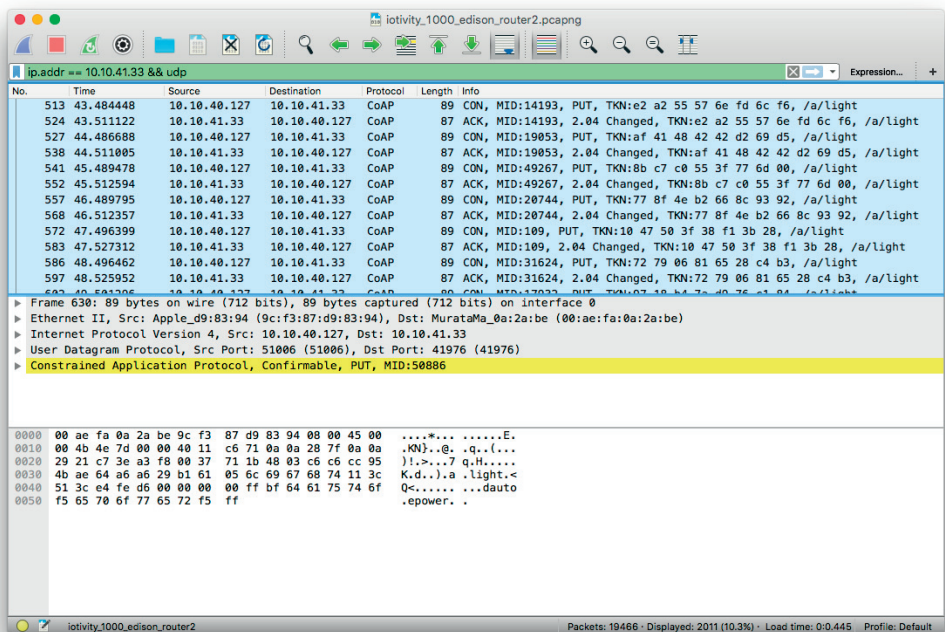 iotivity_1000_edison_router2.pcapng
ip.addr == 10.10.41.33 && udp Expression... +
No. Time Source Destination Protocol Length Info
513 43.484448 10.10.40.127 10.10.41.33 CoAP 89 CON, MID:14193, PUT, TKN:e2 a2 55 57 6e fd 6c f6, /a/light
524 43.511122 10.10.41.33 10.10.40.127 CoAP 87 ACK, MID:14193, 2.04 Changed, TKN:e2 a2 55 57 6e fd 6c f6, /a/light
527 44.486688 10.10.40.127 10.10.41.33 CoAP 89 CON, MID:19053, PUT, TKN:af 41 48 42 42 d2 69 d5, /a/light
538 44.511005 10.10.41.33 10.10.40.127 CoAP 87 ACK, MID:19053, 2.04 Changed, TKN:af 41 48 42 42 d2 69 d5, /a/light
541 45.489478 10.10.40.127 10.10.41.33 CoAP 89 CON, MID:49267, PUT, TKN:8b c7 c0 55 3f 77 6d 00, /a/light
552 45.512594 10.10.41.33 10.10.40.127 CoAP 87 ACK, MID:49267, 2.04 Changed, TKN:8b c7 c0 55 3f 77 6d 00, /a/light
557 46.489795 10.10.40.127 10.10.41.33 CoAP 89 CON, MID:20744, PUT, TKN:77 8f 4e b2 66 8c 93 92, /a/light
568 46.512357 10.10.41.33 10.10.40.127 CoAP 87 ACK, MID:20744, 2.04 Changed, TKN:77 8f 4e b2 66 8c 93 92, /a/light
572 47.496399 10.10.40.127 10.10.41.33 CoAP 89 CON, MID:109, PUT, TKN:10 47 50 3f 38 f1 3b 28, /a/light
583 47.527312 10.10.41.33 10.10.40.127 CoAP 87 ACK, MID:109, 2.04 Changed, TKN:10 47 50 3f 38 f1 3b 28, /a/light
586 48.496462 10.10.40.127 10.10.41.33 CoAP 89 CON, MID:31624, PUT, TKN:72 79 06 81 65 28 c4 b3, /a/light
597 48.525952 10.10.41.33 10.10.40.127 CoAP 87 ACK, MID:31624, 2.04 Changed, TKN:72 79 06 81 65 28 c4 b3, /a/light
Frame 630: 89 bytes on wire (712 bits), 89 bytes captured (712 bits) on interface 0
Ethernet II, Src: Apple_d9:83:94 (9c:f3:87:d9:83:94), Dst: MurataMa_0a:2a:be (00:ae:fa:0a:2a:be)
Internet Protocol Version 4, Src: 10.10.40.127, Dst: 10.10.41.33
User Datagram Protocol, Src Port: 51006 (51006), Dst Port: 41976 (41976)
Constrained Application Protocol, Confirmable, PUT, MID:50886
0000 00 ae fa 0a 2a be 9c f3 87 d9 83 94 08 00 45 00 ....*... ......E.
0010 00 4b 4e 7d 00 00 40 11 c6 71 0a 0a 28 7f 0a 0a .KN}..@. .q..(...
0020 29 21 c7 3e a3 f8 00 37 71 1b 48 03 c6 c6 cc 95 )!.>...7 q.H.....
0030 4b ae 64 a6 a6 29 b1 61 05 6c 69 67 68 74 11 3c K.d..).a .light.<
0040 51 3c e4 fe d6 00 00 00 00 ff bf 64 61 75 74 6f Q<...... ...dauto
0050 f5 65 70 6f 77 65 72 f5 ff .epower. .
iotivity_1000_edison_router2 Packets: 19466 · Displayed: 2011 (10.3%) · Load time: 0:0.445 Profile: Default